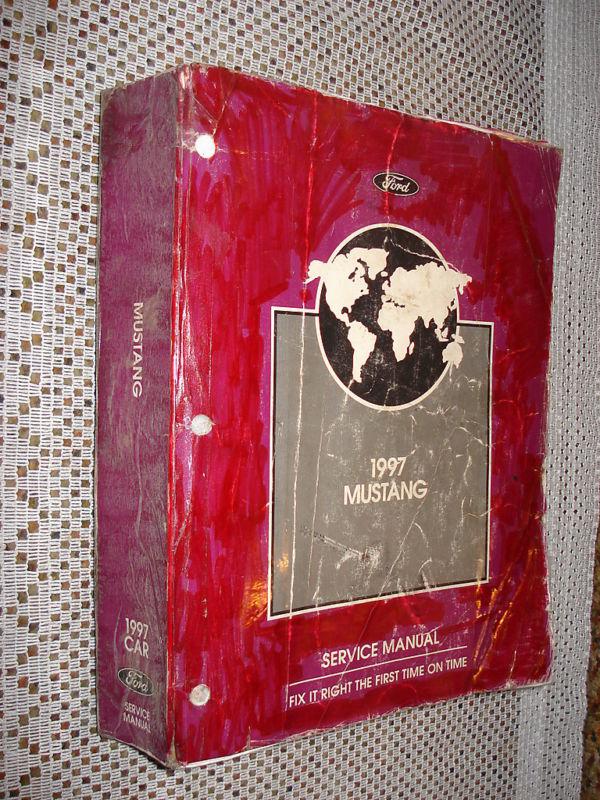 MUSTANG
1997
CAR
Ford
SERVICE
MANUAL
Ford
1997
MUSTANG
SERVICE MANUAL
FIX IT RIGHT THE FIRST TIME ON TIME